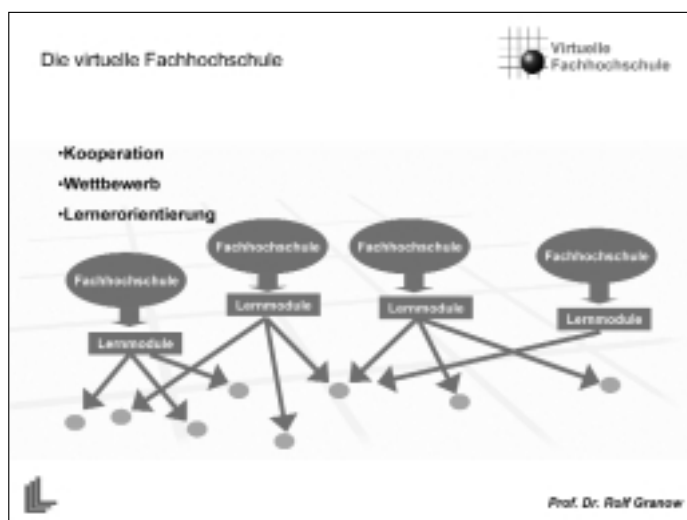 Die virtuelle Fachhochschule
Virtuelle
Fachhochschule
•Kooperation
•Wettbewerb
•Lernerorientierung
Fachhochschule
Fachhochschule
Fachhochschule
Fachhochschule
Lernmodule
Lernmodule
Lernmodule
Lernmodule
Prof. Dr. Rolf Granow